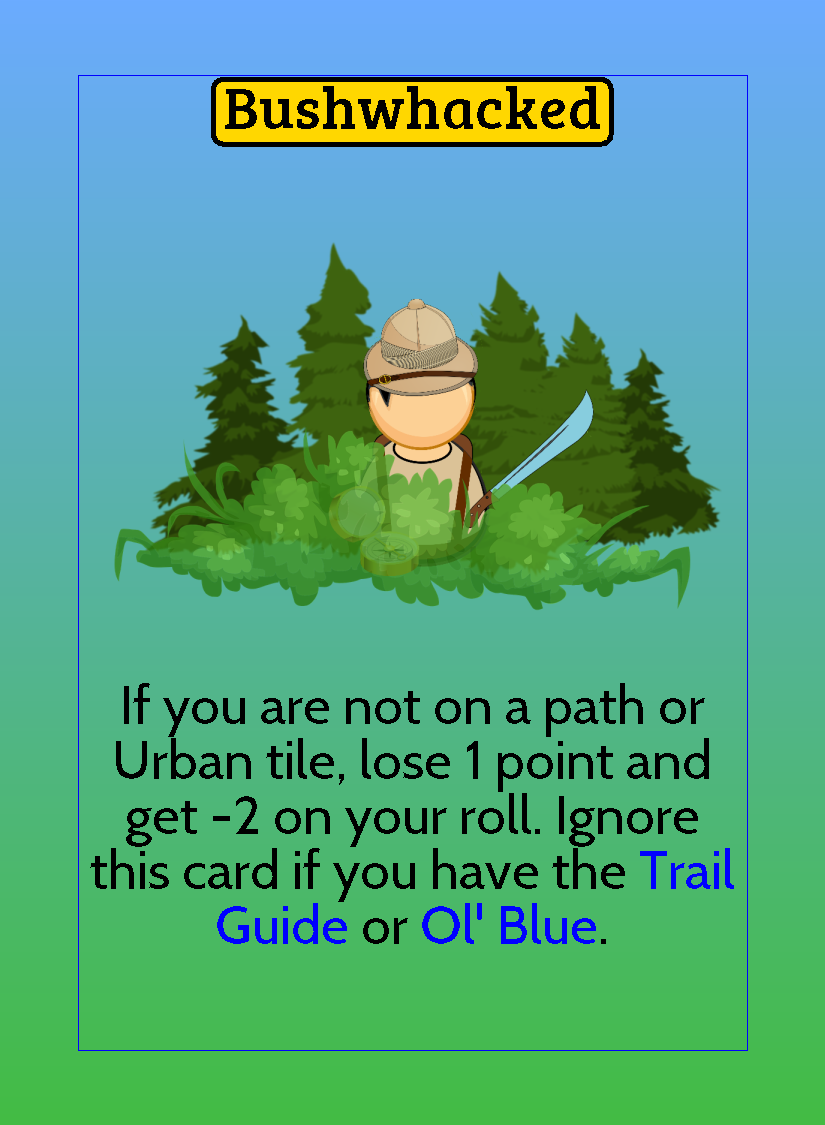 Bushwhacked
If you are not on a path or
Urban tile, lose 1 point and
get -2 on your roll. Ignore
this card if you have the Trail
Guide or Ol' Blue.